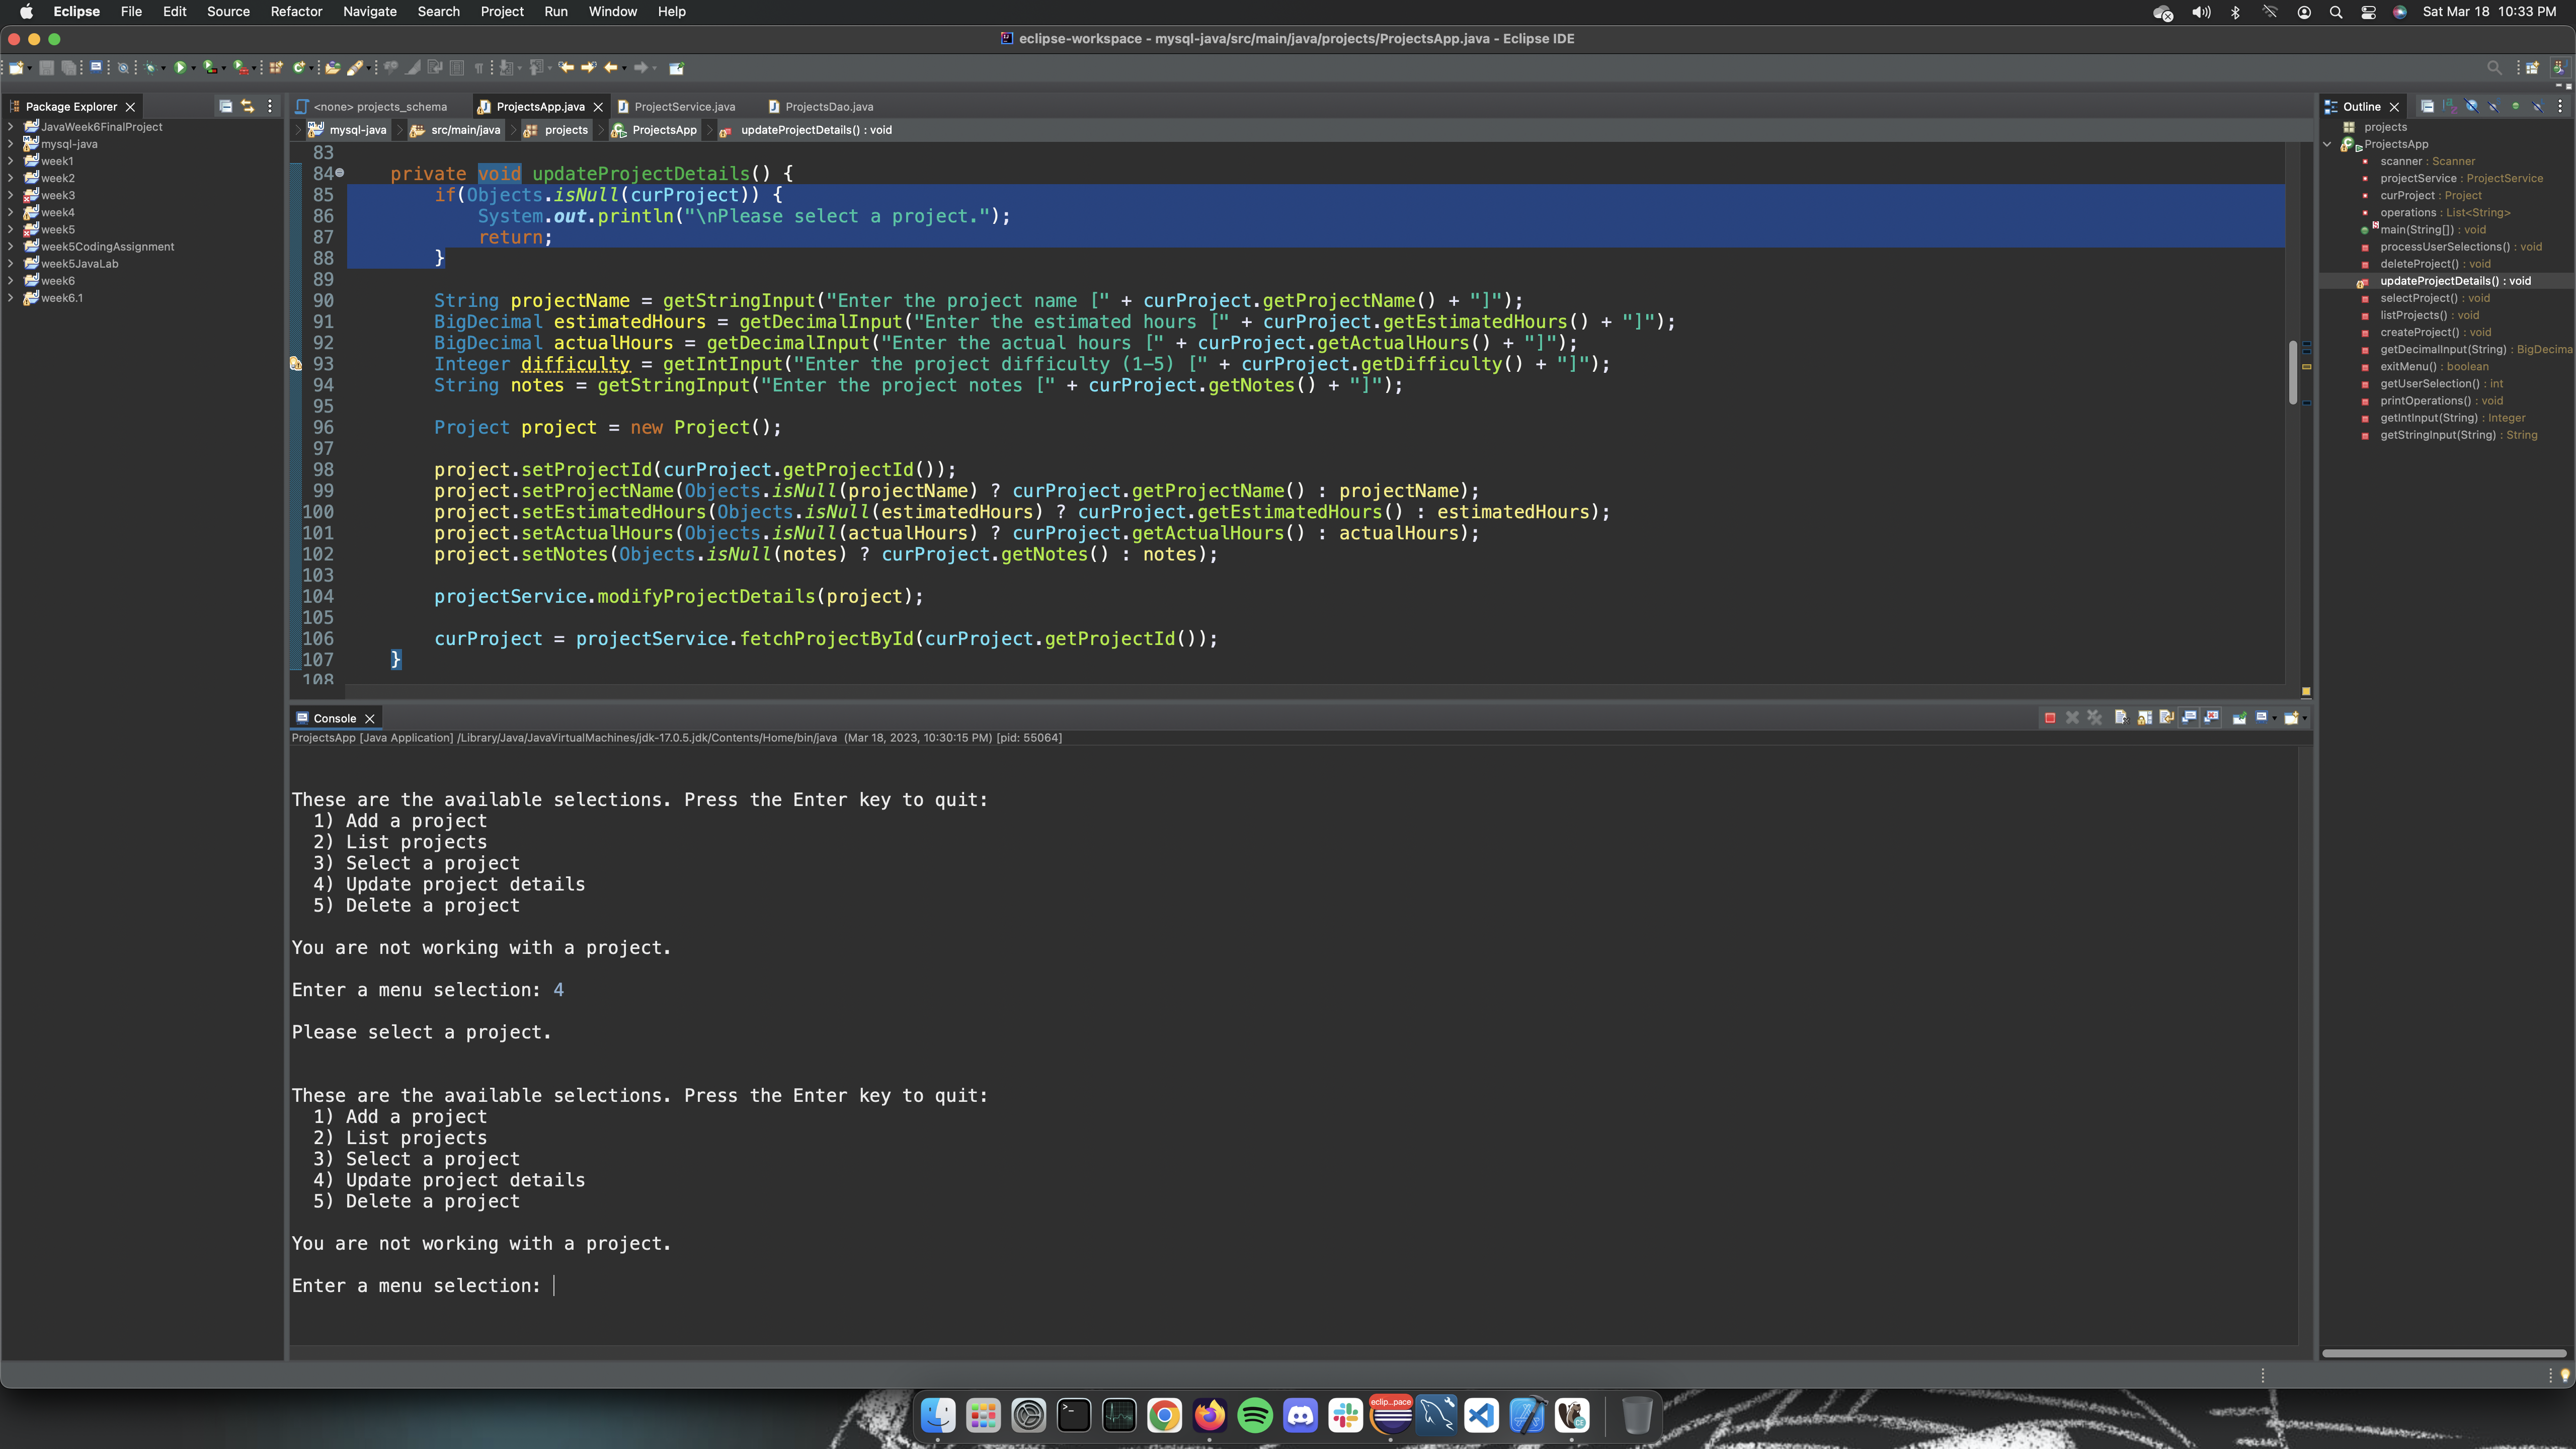 Eclipse File Edit Source Refactor Navigate Search Project Run Window Help Sat Mar 18 10:33 PM
eclipse-workspace - mysql-java/src/main/java/projects/ProjectsApp.java - Eclipse IDE
Package Explorer
JavaWeek6FinalProject
mysql-java
week1
week2
week3
week4
week5
week5CodingAssignment
week5JavaLab
week6
week6.1
<none> projects_schema ProjectsApp.java ProjectService.java ProjectsDao.java
mysql-java src/main/java projects ProjectsApp updateProjectDetails() : void
83
84 private void updateProjectDetails() {
85 if(Objects.isNull(curProject)) {
86 System.out.println("\nPlease select a project.");
87 return;
88 }
89
90 String projectName = getStringInput("Enter the project name [" + curProject.getProjectName() + "]");
91 BigDecimal estimatedHours = getDecimalInput("Enter the estimated hours [" + curProject.getEstimatedHours() + "]");
92 BigDecimal actualHours = getDecimalInput("Enter the actual hours [" + curProject.getActualHours() + "]");
93 Integer difficulty = getIntInput("Enter the project difficulty (1-5) [" + curProject.getDifficulty() + "]");
94 String notes = getStringInput("Enter the project notes [" + curProject.getNotes() + "]");
95
96 Project project = new Project();
97
98 project.setProjectId(curProject.getProjectId());
99 project.setProjectName(Objects.isNull(projectName) ? curProject.getProjectName() : projectName);
100 project.setEstimatedHours(Objects.isNull(estimatedHours) ? curProject.getEstimatedHours() : estimatedHours);
101 project.setActualHours(Objects.isNull(actualHours) ? curProject.getActualHours() : actualHours);
102 project.setNotes(Objects.isNull(notes) ? curProject.getNotes() : notes);
103
104 projectService.modifyProjectDetails(project);
105
106 curProject = projectService.fetchProjectById(curProject.getProjectId());
107 }
108
Console
ProjectsApp [Java Application] /Library/Java/JavaVirtualMachines/jdk-17.0.5.jdk/Contents/Home/bin/java (Mar 18, 2023, 10:30:15 PM) [pid: 55064]
These are the available selections. Press the Enter key to quit:
1) Add a project
2) List projects
3) Select a project
4) Update project details
5) Delete a project
You are not working with a project.
Enter a menu selection: 4
Please select a project.
These are the available selections. Press the Enter key to quit:
1) Add a project
2) List projects
3) Select a project
4) Update project details
5) Delete a project
You are not working with a project.
Enter a menu selection:
Outline
projects
ProjectsApp
scanner : Scanner
projectService : ProjectService
curProject : Project
operations : List<String>
main(String[]) : void
processUserSelections() : void
deleteProject() : void
updateProjectDetails() : void
selectProject() : void
listProjects() : void
createProject() : void
getDecimalInput(String) : BigDecima
exitMenu() : boolean
getUserSelection() : int
printOperations() : void
getIntInput(String) : Integer
getStringInput(String) : String
eclip...pace